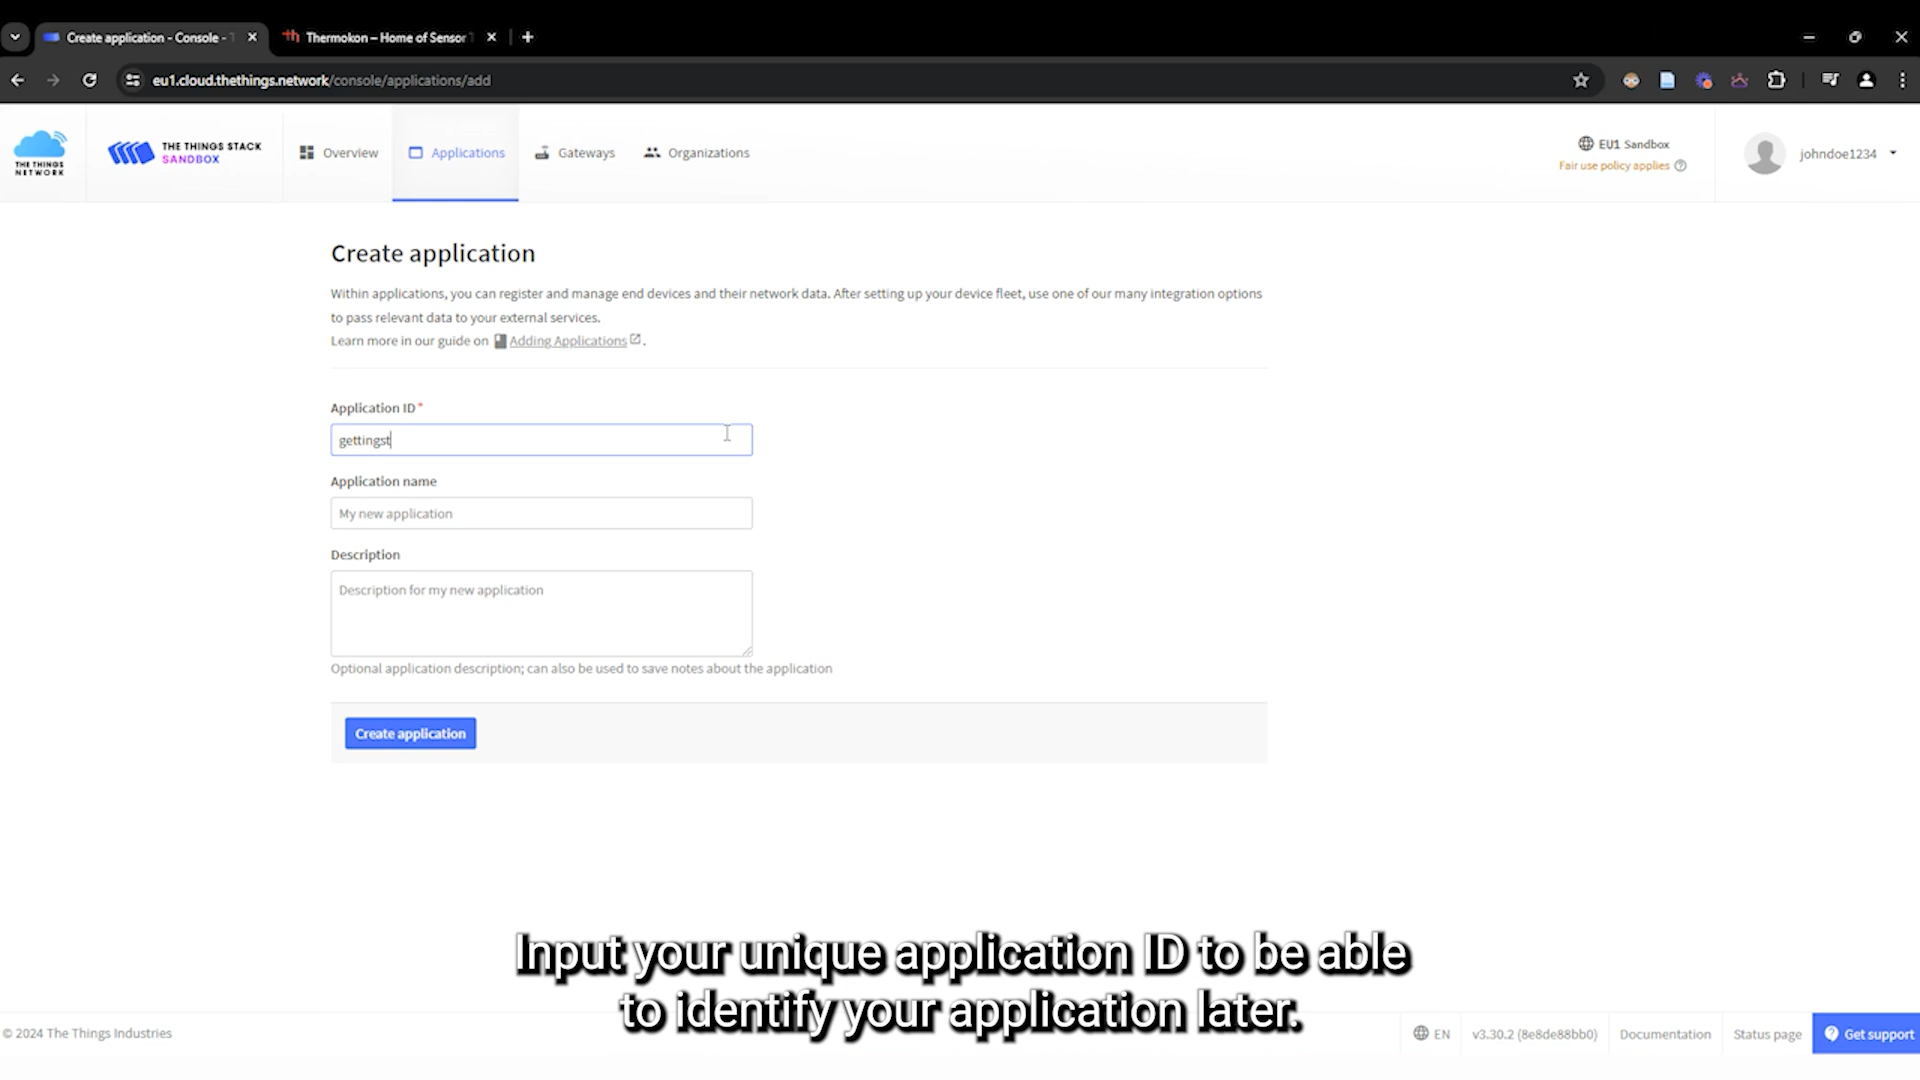 Create application - Console -
Thermokon – Home of Sensor
eu1.cloud.thethings.network/console/applications/add
THE THINGS
NETWORK
THE THINGS STACK
SANDBOX
Overview
Applications
Gateways
Organizations
EU1 Sandbox
Fair use policy applies
johndoe1234
Create application
Within applications, you can register and manage end devices and their network data. After setting up your device fleet, use one of our many integration options
to pass relevant data to your external services.
Learn more in our guide on Adding Applications .
Application ID*
gettingst
Application name
My new application
Description
Description for my new application
Optional application description; can also be used to save notes about the application
Create application
Input your unique application ID to be able
to identify your application later.
© 2024 The Things Industries
EN
v3.30.2 (8e8de88bb0)
Documentation
Status page
Get support